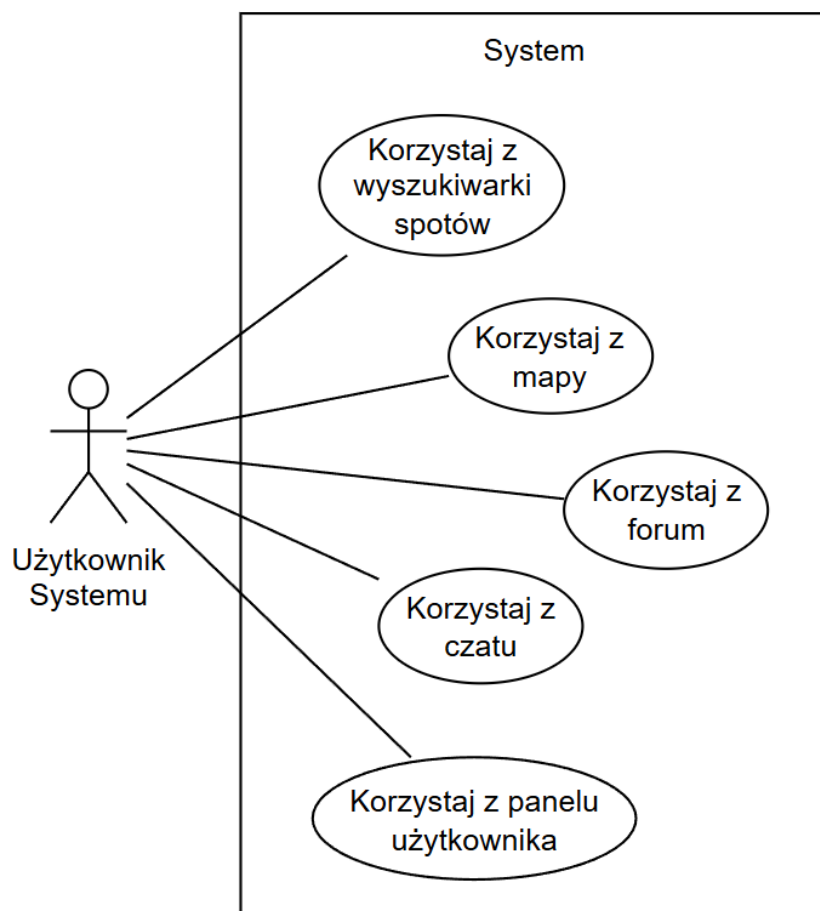 System
Korzystaj z
wyszukiwarki
spotów
Korzystaj z
mapy
Korzystaj z
forum
Użytkownik
Systemu
Korzystaj z
czatu
Korzystaj z panelu
użytkownika